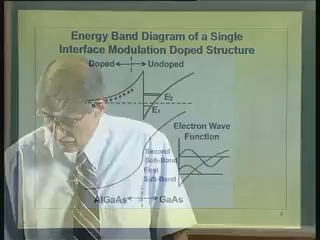 Energy Band Diagram of a Single
Interface Modulation Doped Structure
Doped ← → Undoped
E₂
E₁
Electron Wave
Function
Second
Sub-Band
First
Sub-Band
AlGaAs ← → GaAs